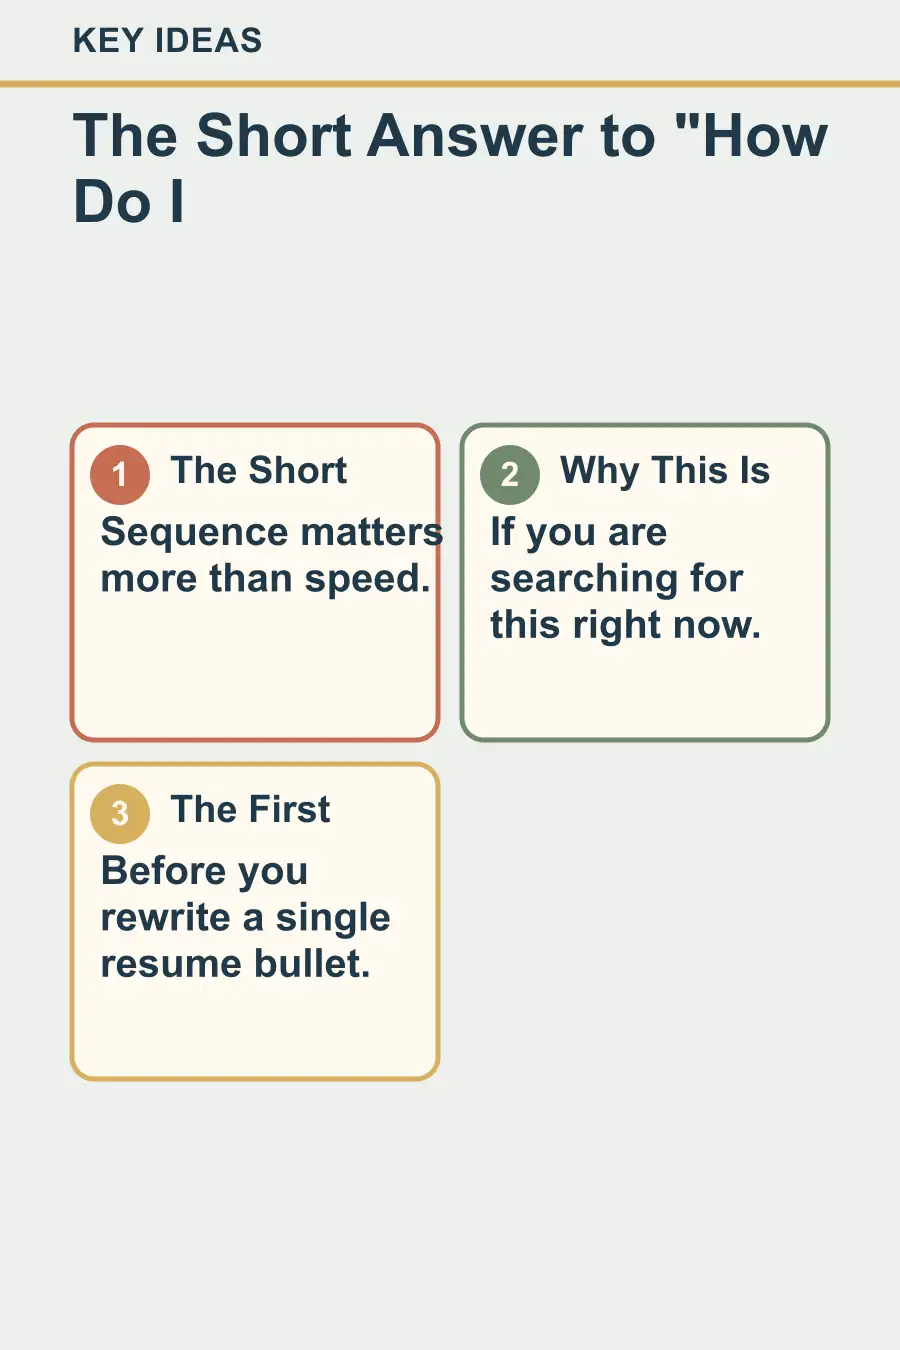 KEY IDEAS
The Short Answer to "How
Do I
1 The Short
Sequence matters
more than speed.
2 Why This Is
If you are
searching for
this right now.
3 The First
Before you
rewrite a single
resume bullet.